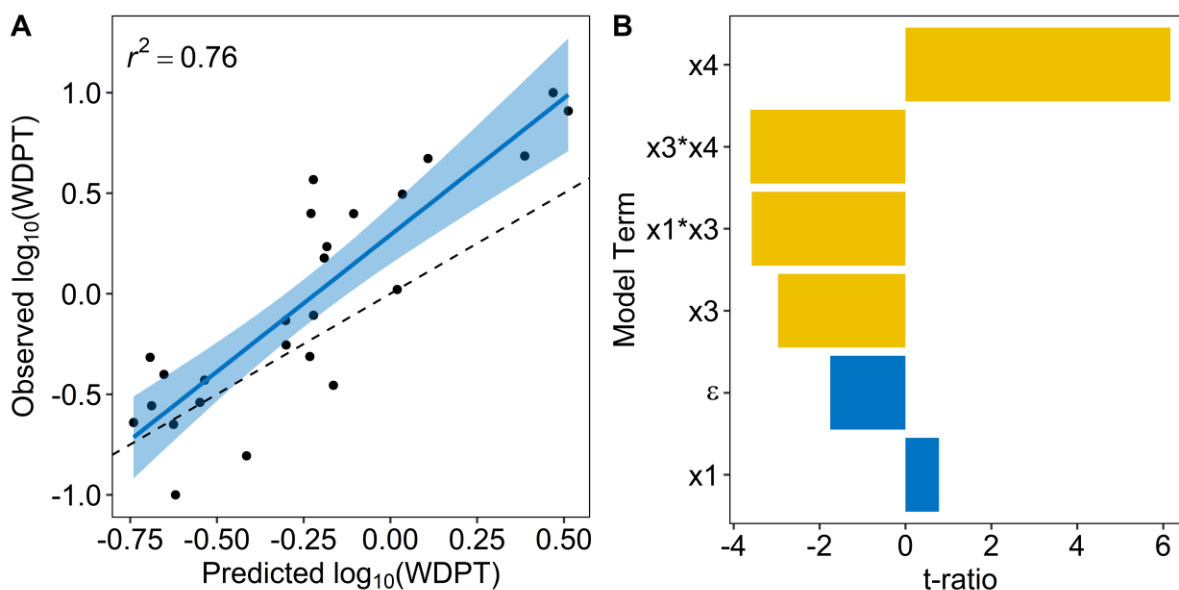 A
r² = 0.76
Observed log₁₀(WDPT)
1.0
0.5
0.0
-0.5
-1.0
-0.75
-0.50
-0.25
0.00
0.25
0.50
Predicted log₁₀(WDPT)
B
Model Term
x4
x3*x4
x1*x3
x3
ε
x1
-4
-2
0
2
4
6
t-ratio